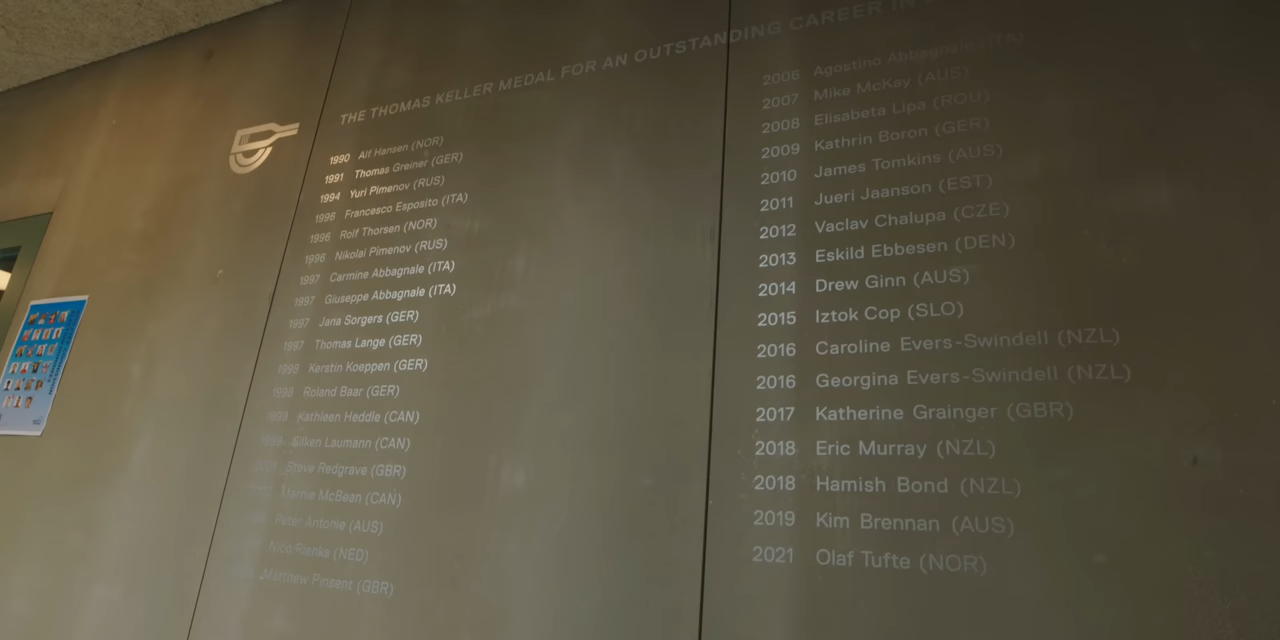 THE THOMAS KELLER MEDAL FOR AN OUTSTANDING CAREER IN
1990 Alf Hansen (NOR)
1991 Thomas Greiner (GER)
1994 Yuri Pimenov (RUS)
1996 Francesco Esposito (ITA)
1996 Rolf Thorsen (NOR)
1996 Nikolai Pimenov (RUS)
1997 Carmine Abbagnale (ITA)
1997 Giuseppe Abbagnale (ITA)
1997 Jana Sorgers (GER)
1997 Thomas Lange (GER)
1998 Kerstin Koeppen (GER)
1998 Roland Baar (GER)
1999 Kathleen Heddle (CAN)
1999 Silken Laumann (CAN)
Steve Redgrave (GBR)
Marnie McBean (CAN)
Peter Antonie (AUS)
Nico Rienks (NED)
Matthew Pinsent (GBR)
2006 Agostino Abbagnale (ITA)
2007 Mike McKay (AUS)
2008 Elisabeta Lipa (ROU)
2009 Kathrin Boron (GER)
2010 James Tomkins (AUS)
2011 Jueri Jaanson (EST)
2012 Vaclav Chalupa (CZE)
2013 Eskild Ebbesen (DEN)
2014 Drew Ginn (AUS)
2015 Iztok Cop (SLO)
2016 Caroline Evers-Swindell (NZL)
2016 Georgina Evers-Swindell (NZL)
2017 Katherine Grainger (GBR)
2018 Eric Murray (NZL)
2018 Hamish Bond (NZL)
2019 Kim Brennan (AUS)
2021 Olaf Tufte (NOR)